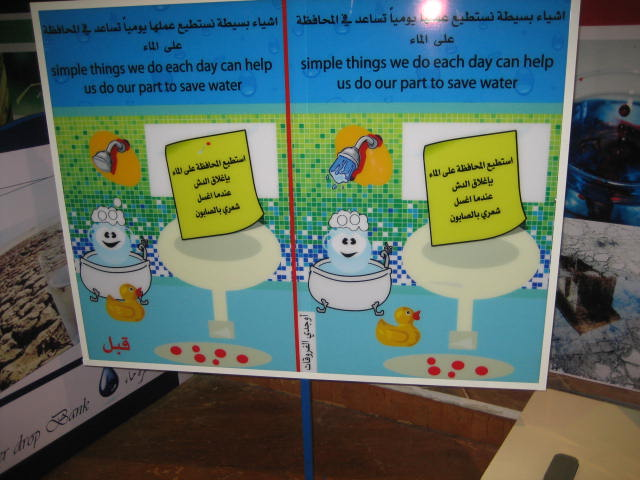 اشياء بسيطة نستطيع عملها يومياً تساعد في المحافظة
على الماء
simple things we do each day can help
us do our part to save water
استطيع المحافظة على الماء
بإغلاق الدش
عندما اغسل
شعري بالصابون
قبل
اشياء بسيطة نستطيع عملها يومياً تساعد في المحافظة
على الماء
simple things we do each day can help
us do our part to save water
استطيع المحافظة على الماء
بإغلاق الدش
عندما اغسل
شعري بالصابون
أوجدي الفروقات
drop Bank